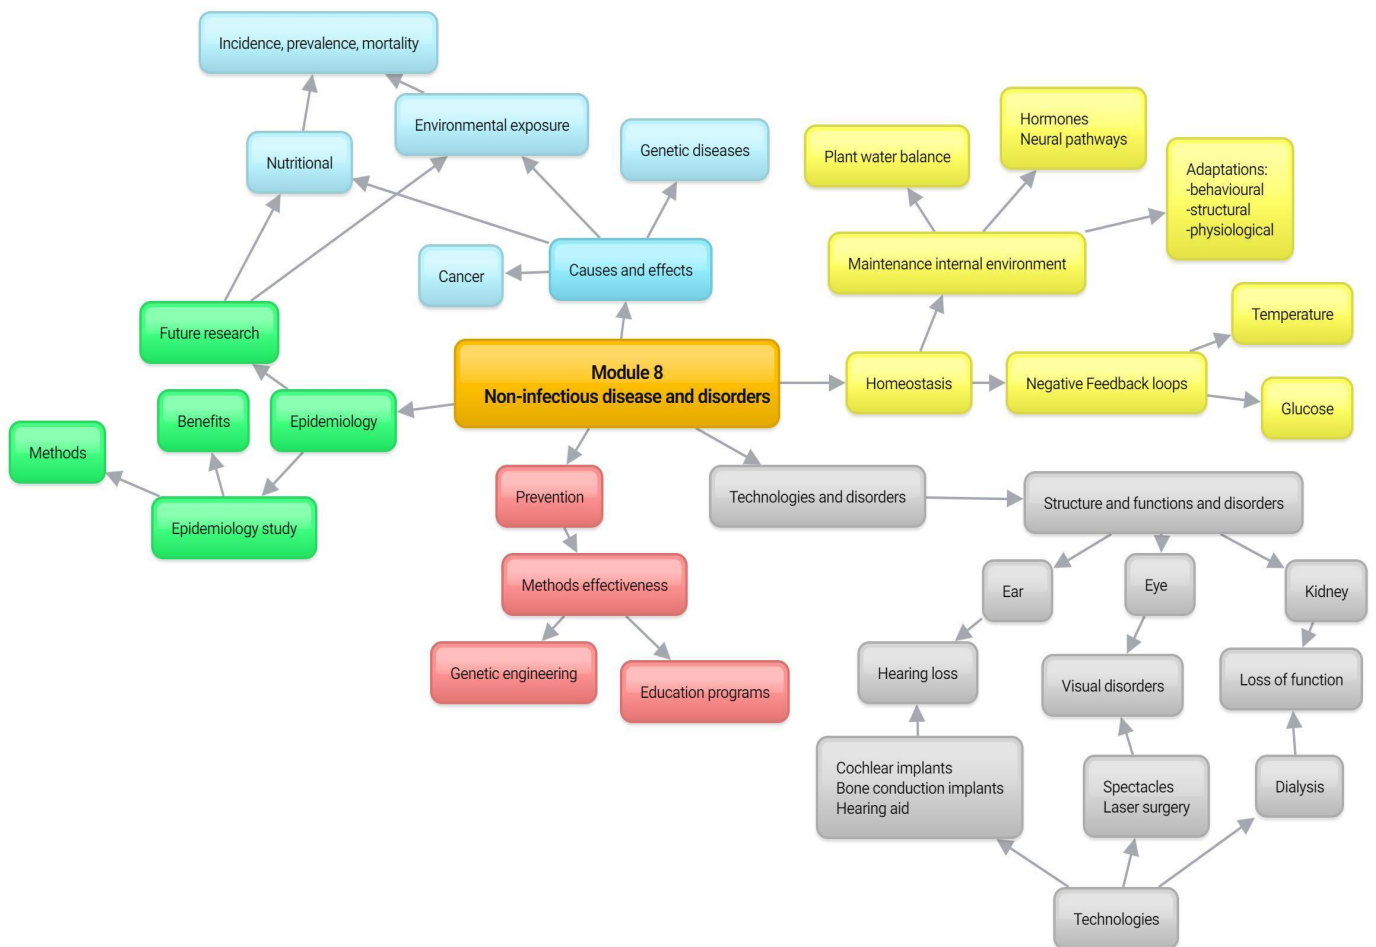 Incidence, prevalence, mortality
Environmental exposure
Nutritional
Genetic diseases
Cancer
Causes and effects
Plant water balance
Hormones
Neural pathways
Adaptations:
-behavioural
-structural
-physiological
Maintenance internal environment
Temperature
Homeostasis
Negative Feedback loops
Glucose
Module 8
Non-infectious disease and disorders
Future research
Benefits
Epidemiology
Methods
Epidemiology study
Prevention
Methods effectiveness
Genetic engineering
Education programs
Technologies and disorders
Structure and functions and disorders
Ear
Eye
Kidney
Hearing loss
Visual disorders
Loss of function
Cochlear implants
Bone conduction implants
Hearing aid
Spectacles
Laser surgery
Dialysis
Technologies